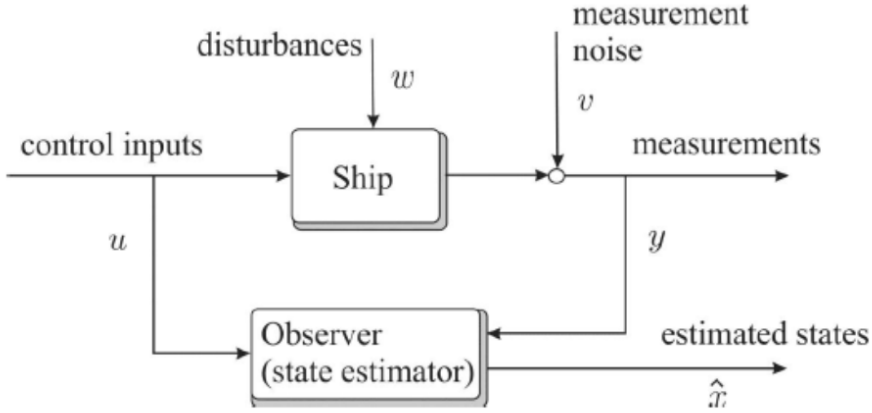 measurement
noise
disturbances
w
v
control inputs
measurements
Ship
u
y
Observer
(state estimator)
estimated states
x̂